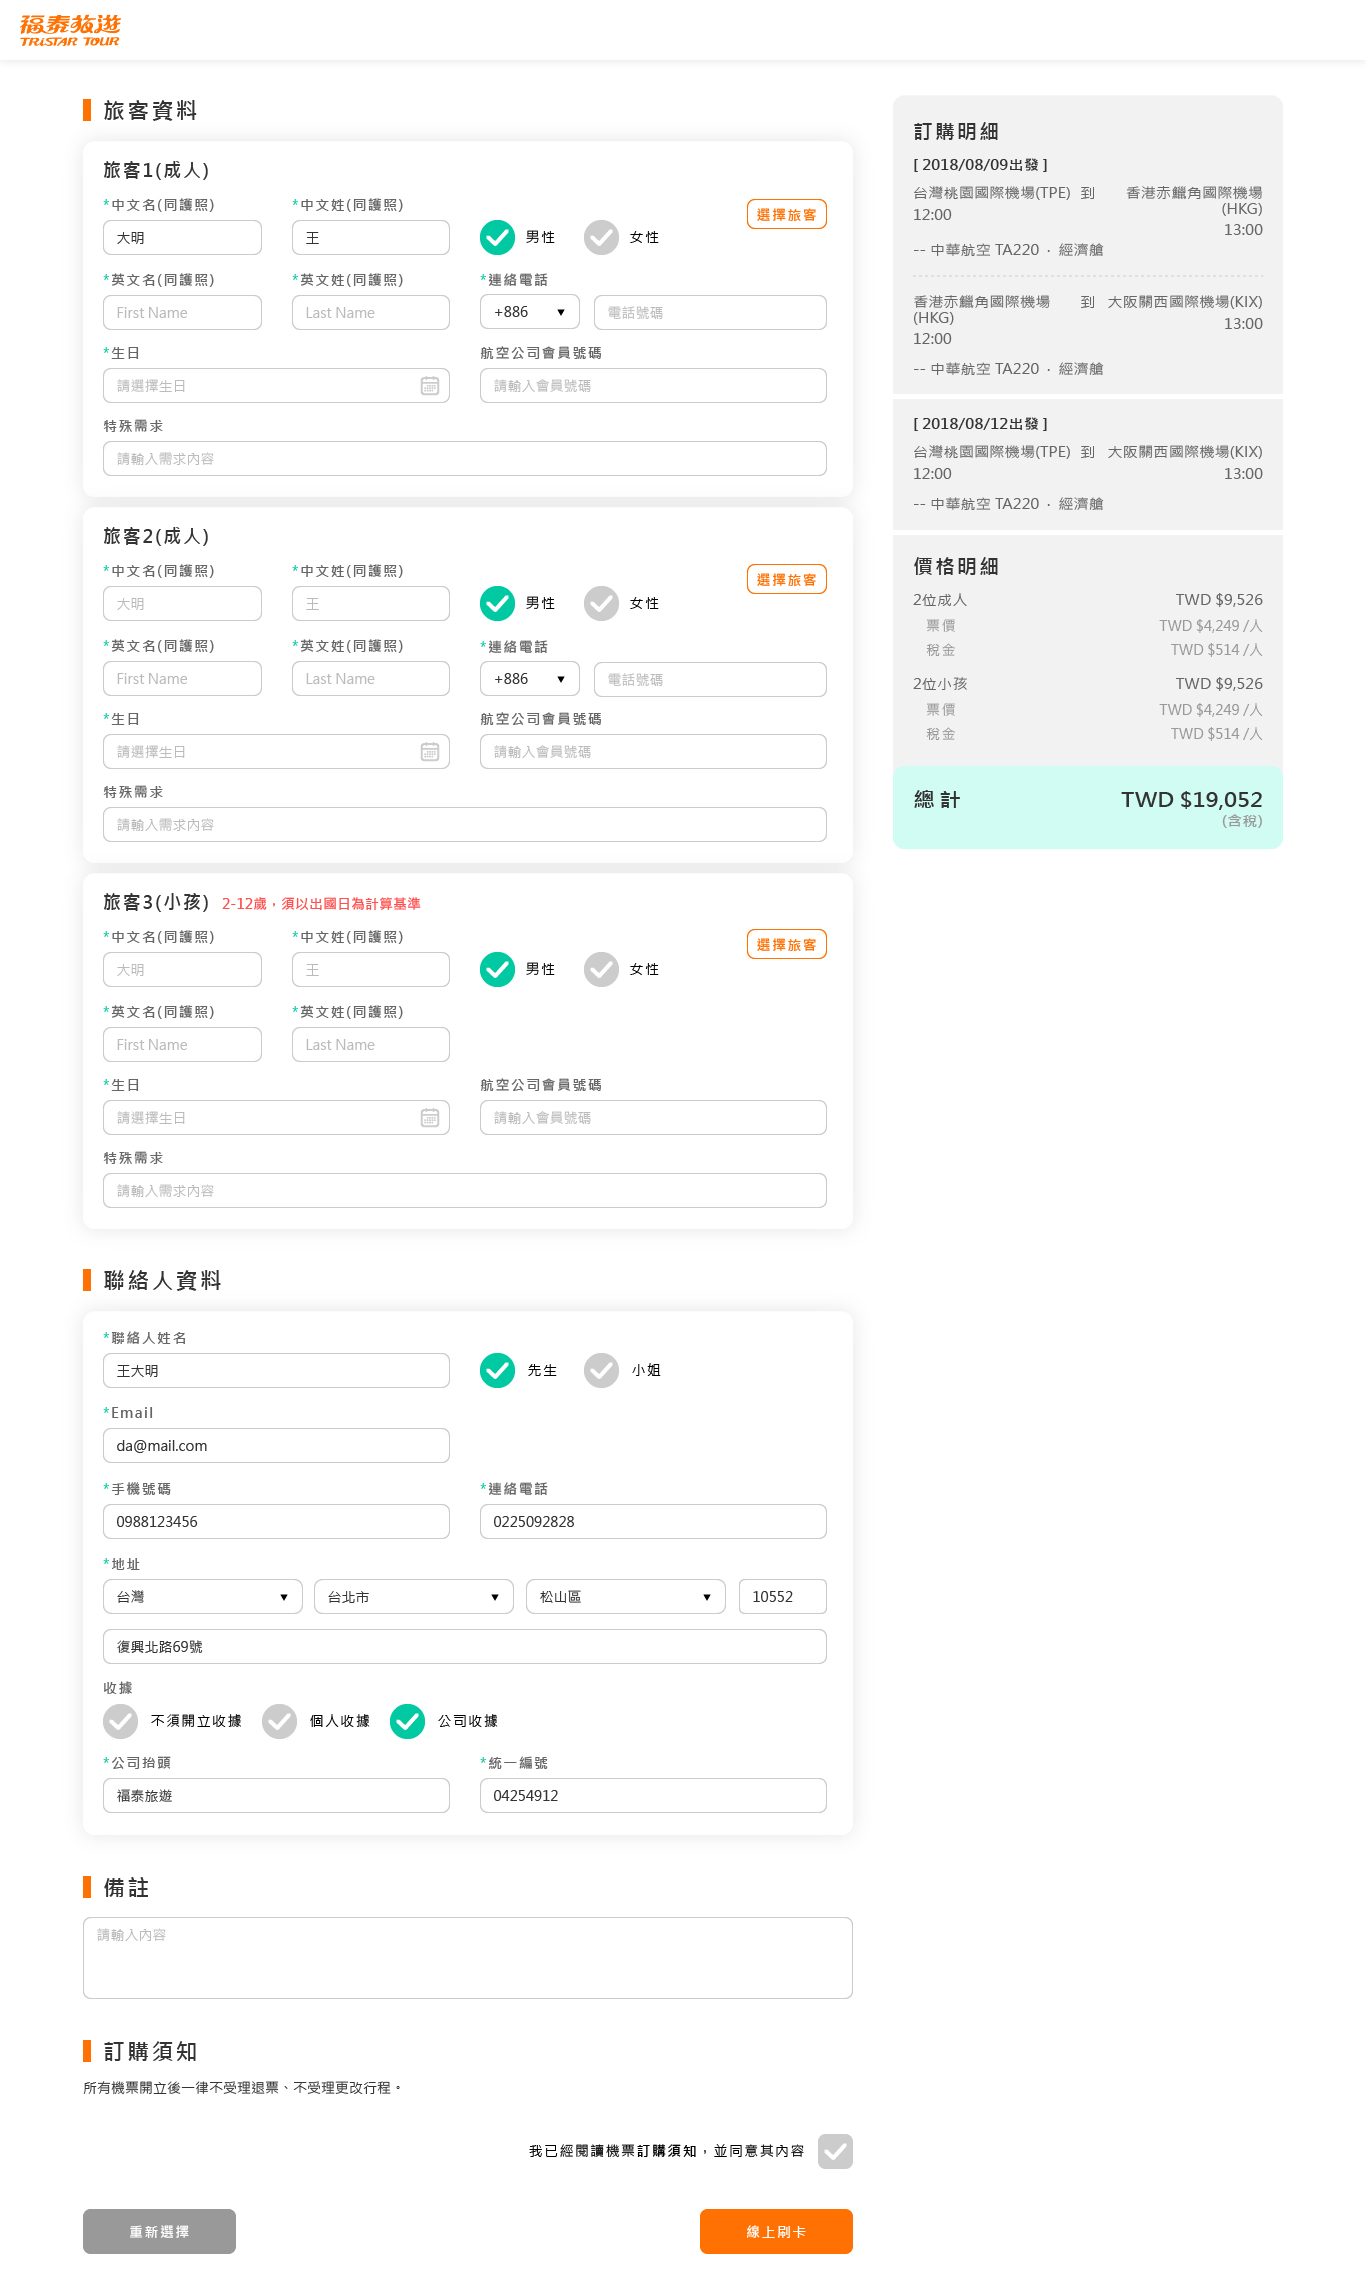 福泰旅遊
TRISTAR TOUR
旅客資料
旅客1(成人)
*中文名(同護照)
*中文姓(同護照)
選擇旅客
大明
王
男性
女性
*英文名(同護照)
*英文姓(同護照)
*連絡電話
First Name
Last Name
+886
電話號碼
*生日
航空公司會員號碼
請選擇生日
請輸入會員號碼
特殊需求
請輸入需求內容
旅客2(成人)
*中文名(同護照)
*中文姓(同護照)
選擇旅客
大明
王
男性
女性
*英文名(同護照)
*英文姓(同護照)
*連絡電話
First Name
Last Name
+886
電話號碼
*生日
航空公司會員號碼
請選擇生日
請輸入會員號碼
特殊需求
請輸入需求內容
旅客3(小孩) 2-12歲，須以出國日為計算基準
*中文名(同護照)
*中文姓(同護照)
選擇旅客
大明
王
男性
女性
*英文名(同護照)
*英文姓(同護照)
First Name
Last Name
*生日
航空公司會員號碼
請選擇生日
請輸入會員號碼
特殊需求
請輸入需求內容
聯絡人資料
*聯絡人姓名
王大明
先生
小姐
*Email
da@mail.com
*手機號碼
*連絡電話
0988123456
0225092828
*地址
台灣
台北市
松山區
10552
復興北路69號
收據
不須開立收據
個人收據
公司收據
*公司抬頭
*統一編號
福泰旅遊
04254912
備註
請輸入內容
訂購須知
所有機票開立後一律不受理退票、不受理更改行程。
我已經閱讀機票訂購須知，並同意其內容
重新選擇
線上刷卡
訂購明細
[ 2018/08/09出發 ]
台灣桃園國際機場(TPE) 到 香港赤鱲角國際機場
(HKG)
12:00
13:00
-- 中華航空 TA220 · 經濟艙
香港赤鱲角國際機場 到 大阪關西國際機場(KIX)
(HKG)
13:00
12:00
-- 中華航空 TA220 · 經濟艙
[ 2018/08/12出發 ]
台灣桃園國際機場(TPE) 到 大阪關西國際機場(KIX)
12:00
13:00
-- 中華航空 TA220 · 經濟艙
價格明細
2位成人 TWD $9,526
票價 TWD $4,249 /人
稅金 TWD $514 /人
2位小孩 TWD $9,526
票價 TWD $4,249 /人
稅金 TWD $514 /人
總計 TWD $19,052
(含稅)